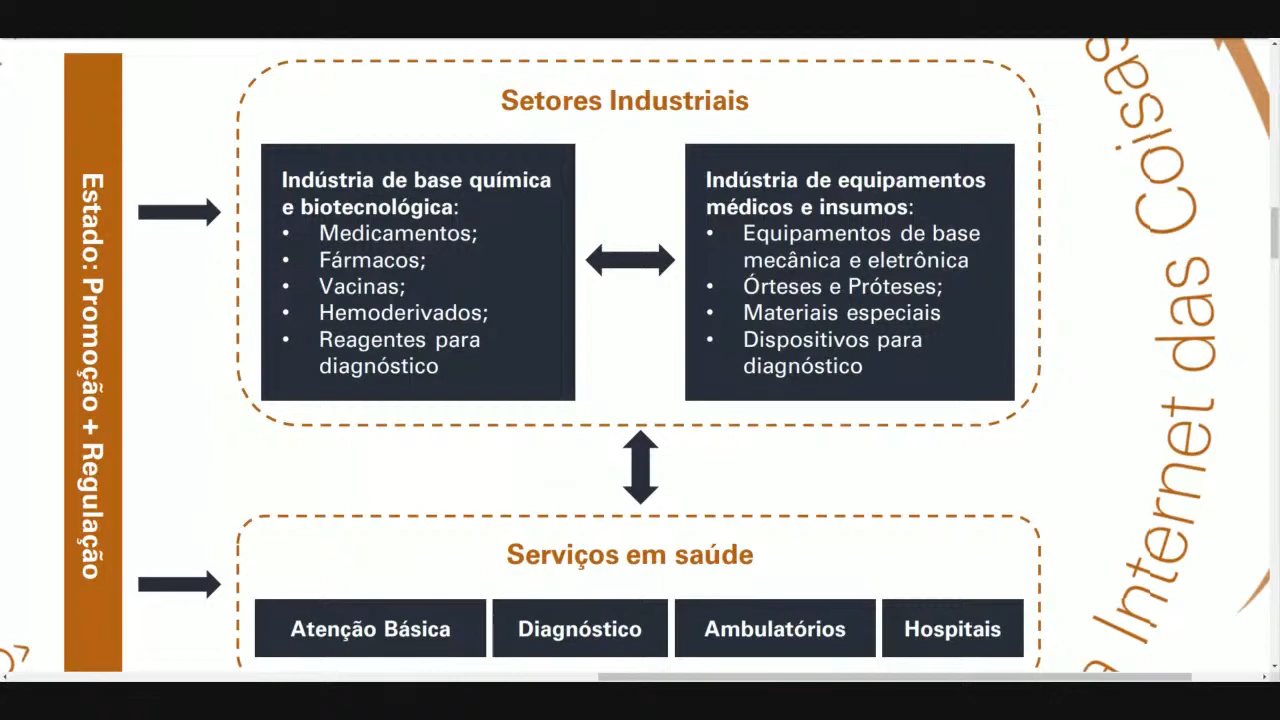 Estado: Promoção + Regulação
Setores Industriais
Indústria de base química
e biotecnológica:
• Medicamentos;
• Fármacos;
• Vacinas;
• Hemoderivados;
• Reagentes para
diagnóstico
Indústria de equipamentos
médicos e insumos:
• Equipamentos de base
mecânica e eletrônica
• Órteses e Próteses;
• Materiais especiais
• Dispositivos para
diagnóstico
Serviços em saúde
Atenção Básica
Diagnóstico
Ambulatórios
Hospitais
a Internet das Coisas